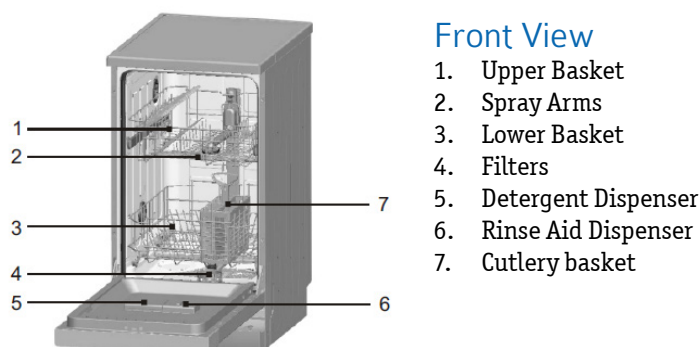 Front View
1. Upper Basket
2. Spray Arms
3. Lower Basket
4. Filters
5. Detergent Dispenser
6. Rinse Aid Dispenser
7. Cutlery basket
1
2
7
3
4
5
6